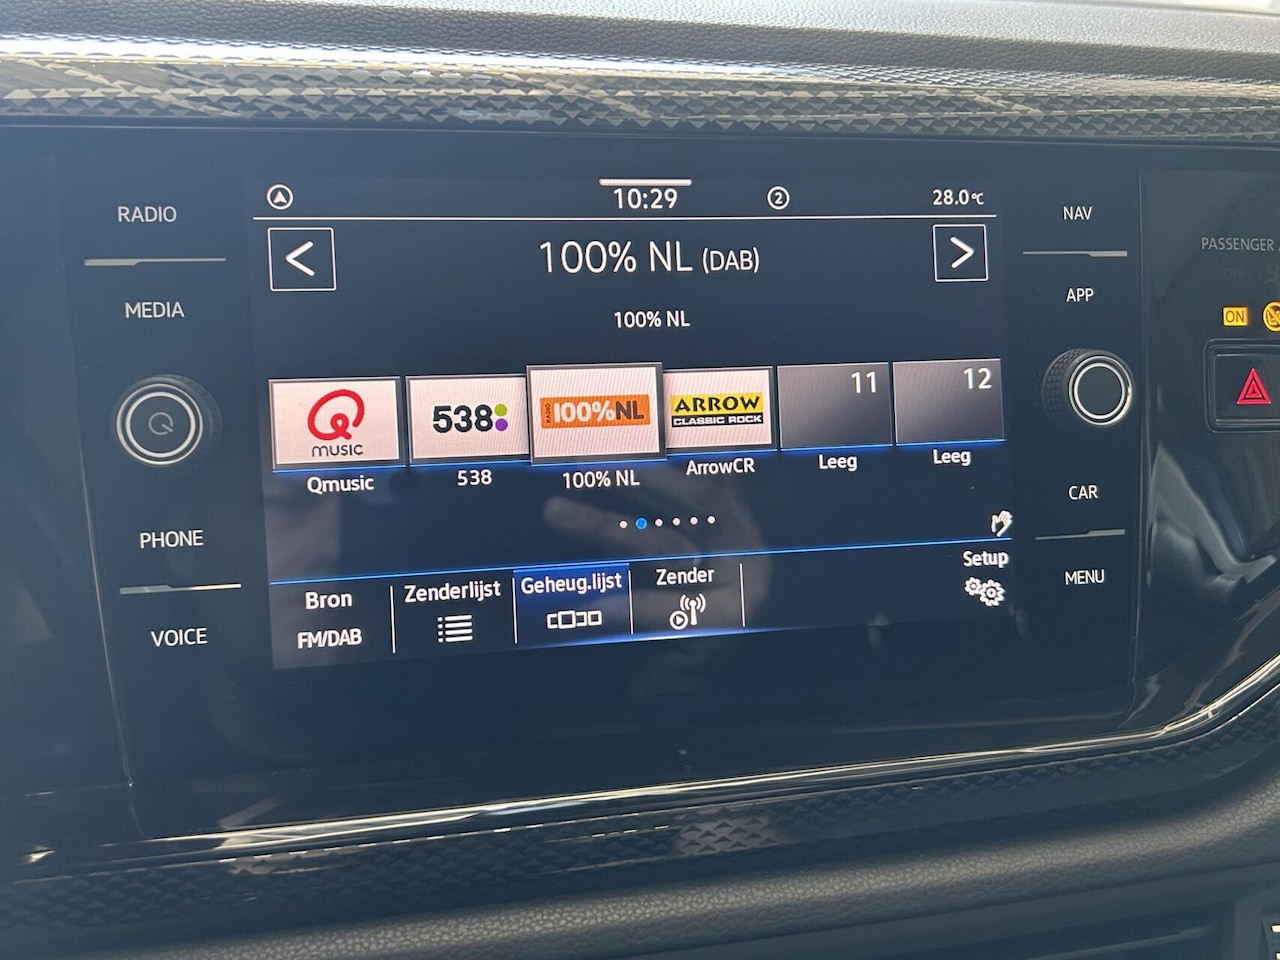 RADIO
MEDIA
PHONE
VOICE
10:29
2
28.0°C
<
100% NL (DAB)
>
100% NL
Q
MUSIC
538
RADIO
100%NL
ARROW
CLASSIC ROCK
11
12
Qmusic
538
100% NL
ArrowCR
Leeg
Leeg
Bron
FM/DAB
Zenderlijst
Geheug.lijst
Zender
Setup
NAV
APP
CAR
MENU
PASSENGER
OFF
ON